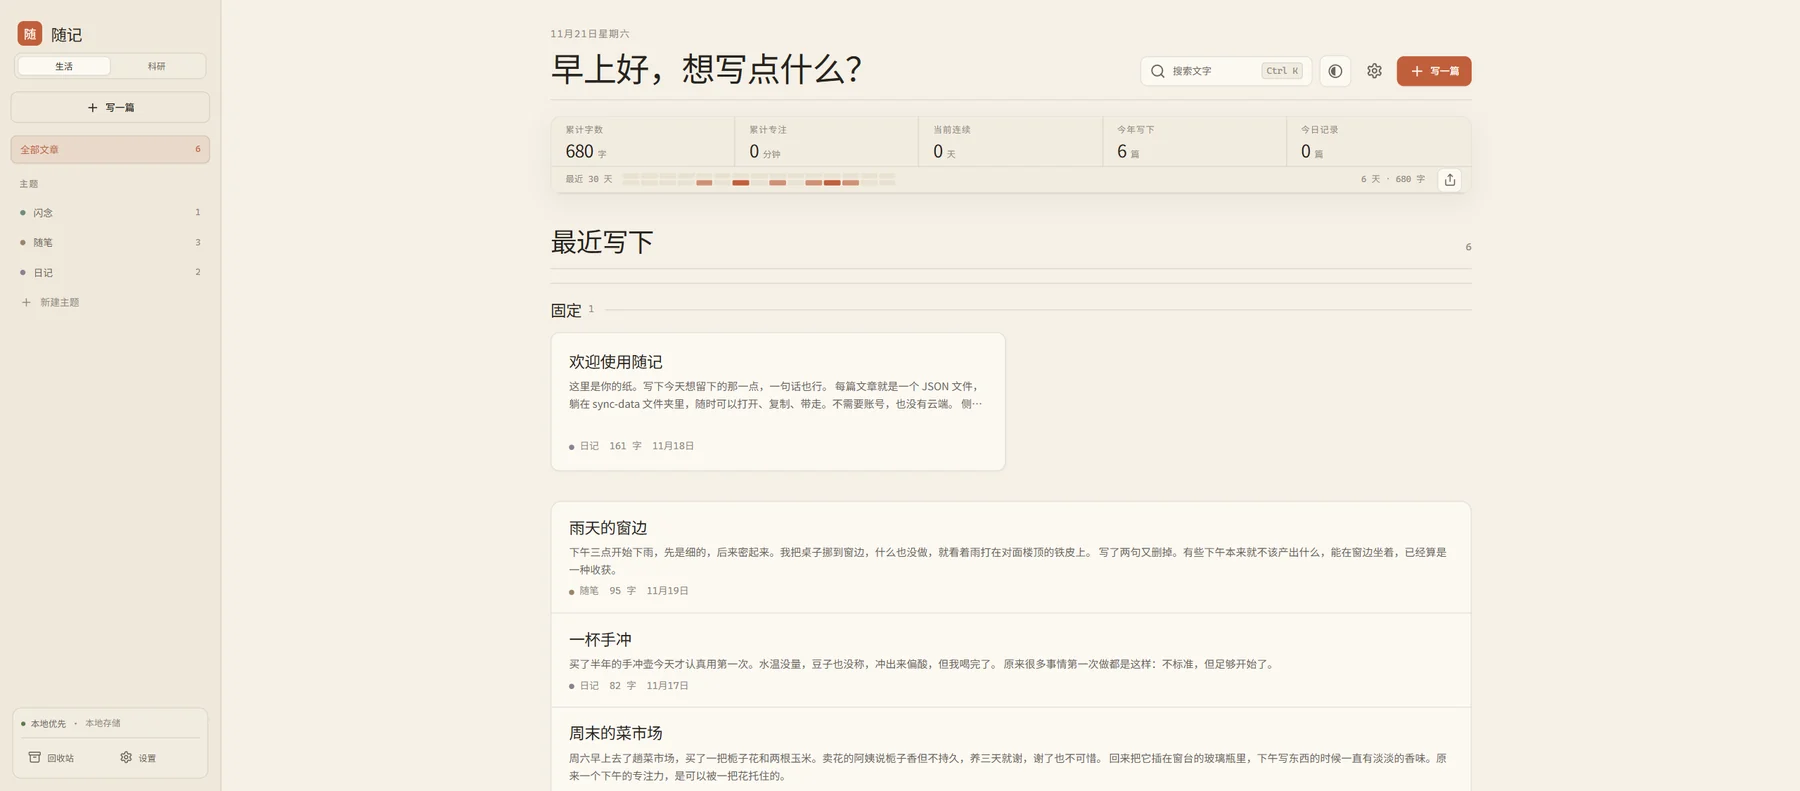 随 随记
生活 科研
写一篇
全部文章 6
主题
闪念 1
随笔 3
日记 2
新建主题
本地优先 · 本地存储
回收站 设置
11月21日星期六
早上好，想写点什么？
搜索文字 Ctrl K
写一篇
累计字数 累计专注 当前连续 今年写下 今日记录
680 字 0 分钟 0 天 6 篇 0 篇
最近 30 天 6 天 · 680 字
最近写下 6
固定 1
欢迎使用随记
这里是你的纸。写下今天想留下的那一点，一句话也行。 每篇文章就是一个 JSON 文件，
躺在 sync-data 文件夹里，随时可以打开、复制、带走。不需要账号，也没有云端。 侧…
日记 161 字 11月18日
雨天的窗边
下午三点开始下雨，先是细的，后来密起来。我把桌子挪到窗边，什么也没做，就看着雨打在对面楼顶的铁皮上。 写了两句又删掉。有些下午本来就不该产出什么，能在窗边坐着，已经算是
一种收获。
随笔 95 字 11月19日
一杯手冲
买了半年的手冲壶今天才认真用第一次。水温没量，豆子也没称，冲出来偏酸，但我喝完了。 原来很多事情第一次做都是这样：不标准，但足够开始了。
日记 82 字 11月17日
周末的菜市场
周六早上去了趟菜市场，买了一把栀子花和两根玉米。卖花的阿姨说栀子香但不持久，养三天就谢，谢了也不可惜。 回来把它插在窗台的玻璃瓶里，下午写东西的时候一直有淡淡的香味。原
来一个下午的专注力，是可以被一把花托住的。